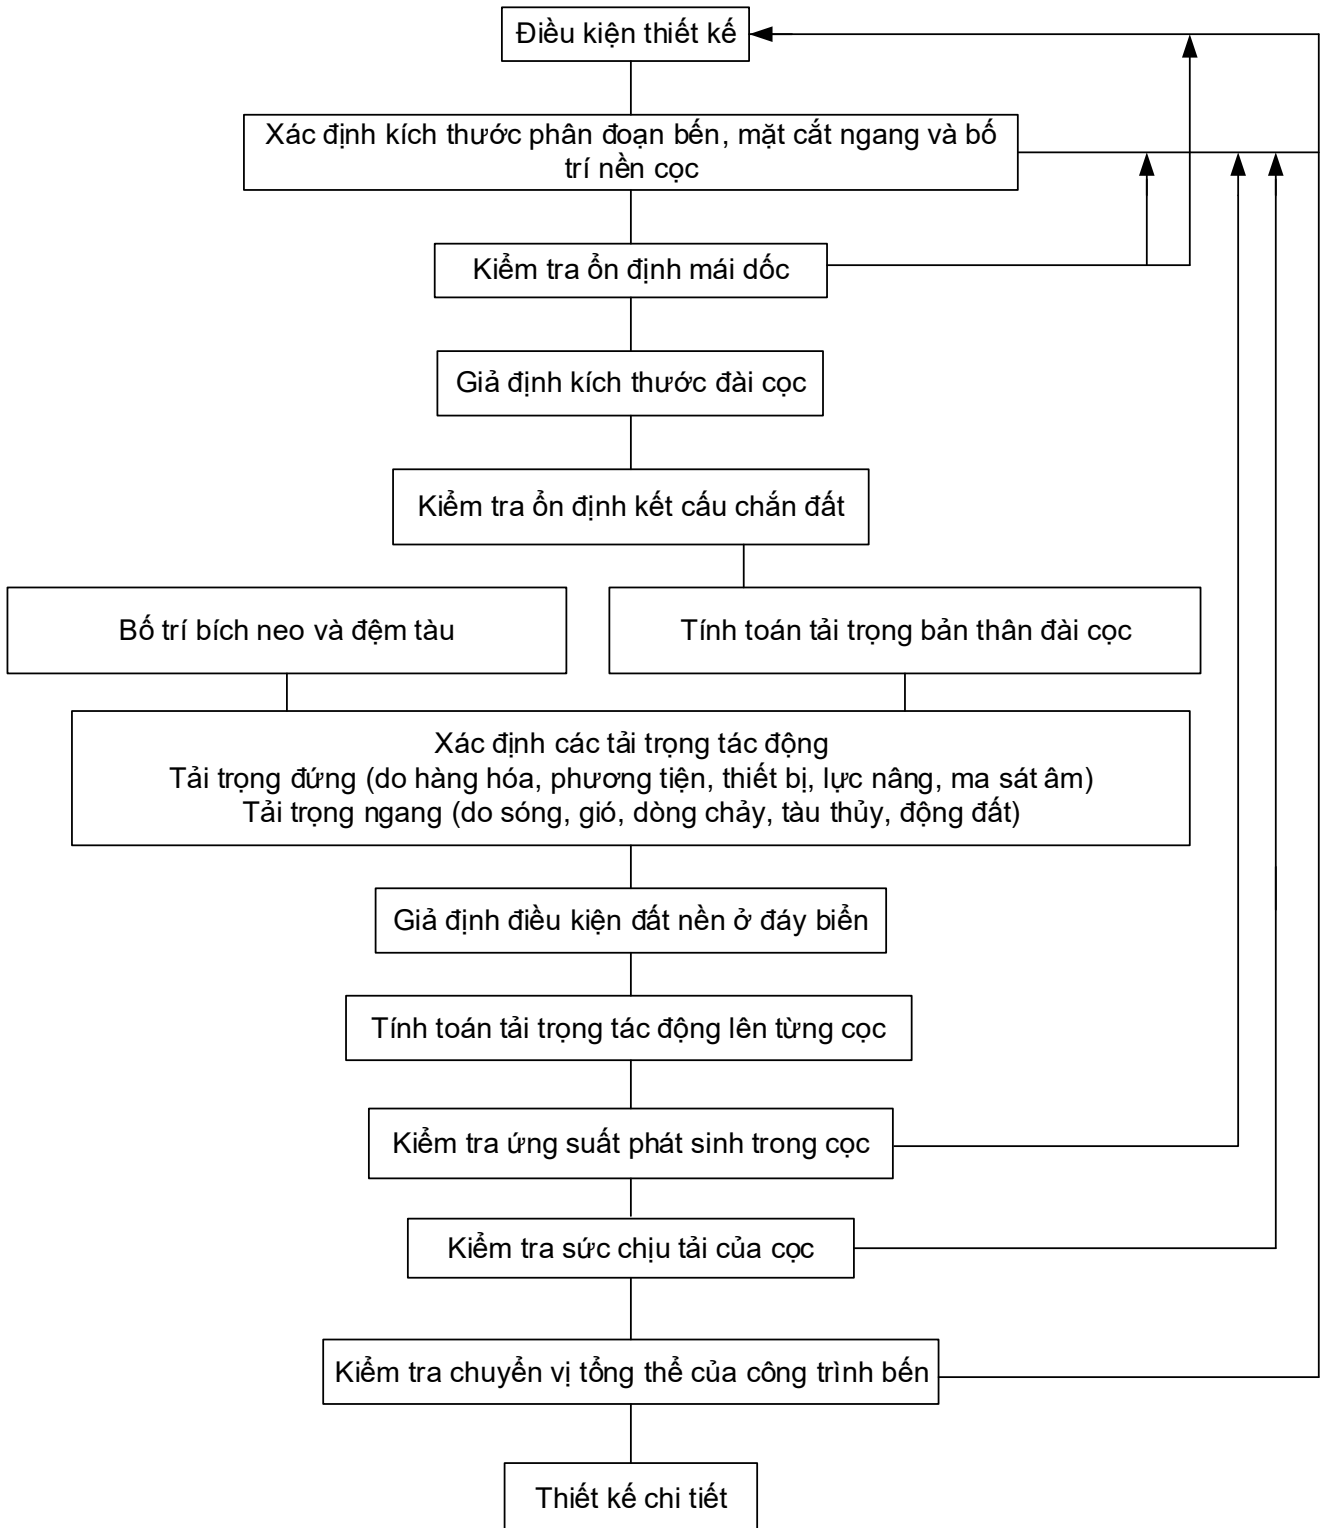 Điều kiện thiết kế
Xác định kích thước phân đoạn bến, mặt cắt ngang và bố
trí nền cọc
Kiểm tra ổn định mái dốc
Giả định kích thước đài cọc
Kiểm tra ổn định kết cấu chắn đất
Bố trí bích neo và đệm tàu
Tính toán tải trọng bản thân đài cọc
Xác định các tải trọng tác động
Tải trọng đứng (do hàng hóa, phương tiện, thiết bị, lực nâng, ma sát âm)
Tải trọng ngang (do sóng, gió, dòng chảy, tàu thủy, động đất)
Giả định điều kiện đất nền ở đáy biển
Tính toán tải trọng tác động lên từng cọc
Kiểm tra ứng suất phát sinh trong cọc
Kiểm tra sức chịu tải của cọc
Kiểm tra chuyển vị tổng thể của công trình bến
Thiết kế chi tiết